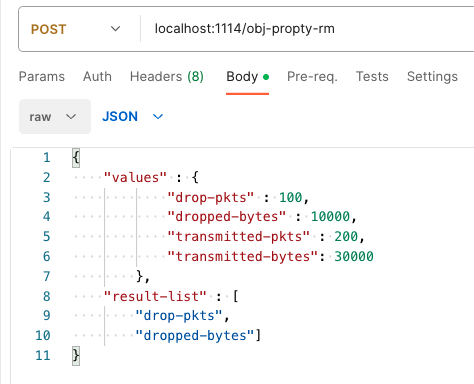 POST localhost:1114/obj-propty-rm
Params Auth Headers (8) Body Pre-req. Tests Settings
raw JSON
1 {
2 "values" : {
3 "drop-pkts" : 100,
4 "dropped-bytes" : 10000,
5 "transmitted-pkts" : 200,
6 "transmitted-bytes": 30000
7 },
8 "result-list" : [
9 "drop-pkts",
10 "dropped-bytes"]
11 }